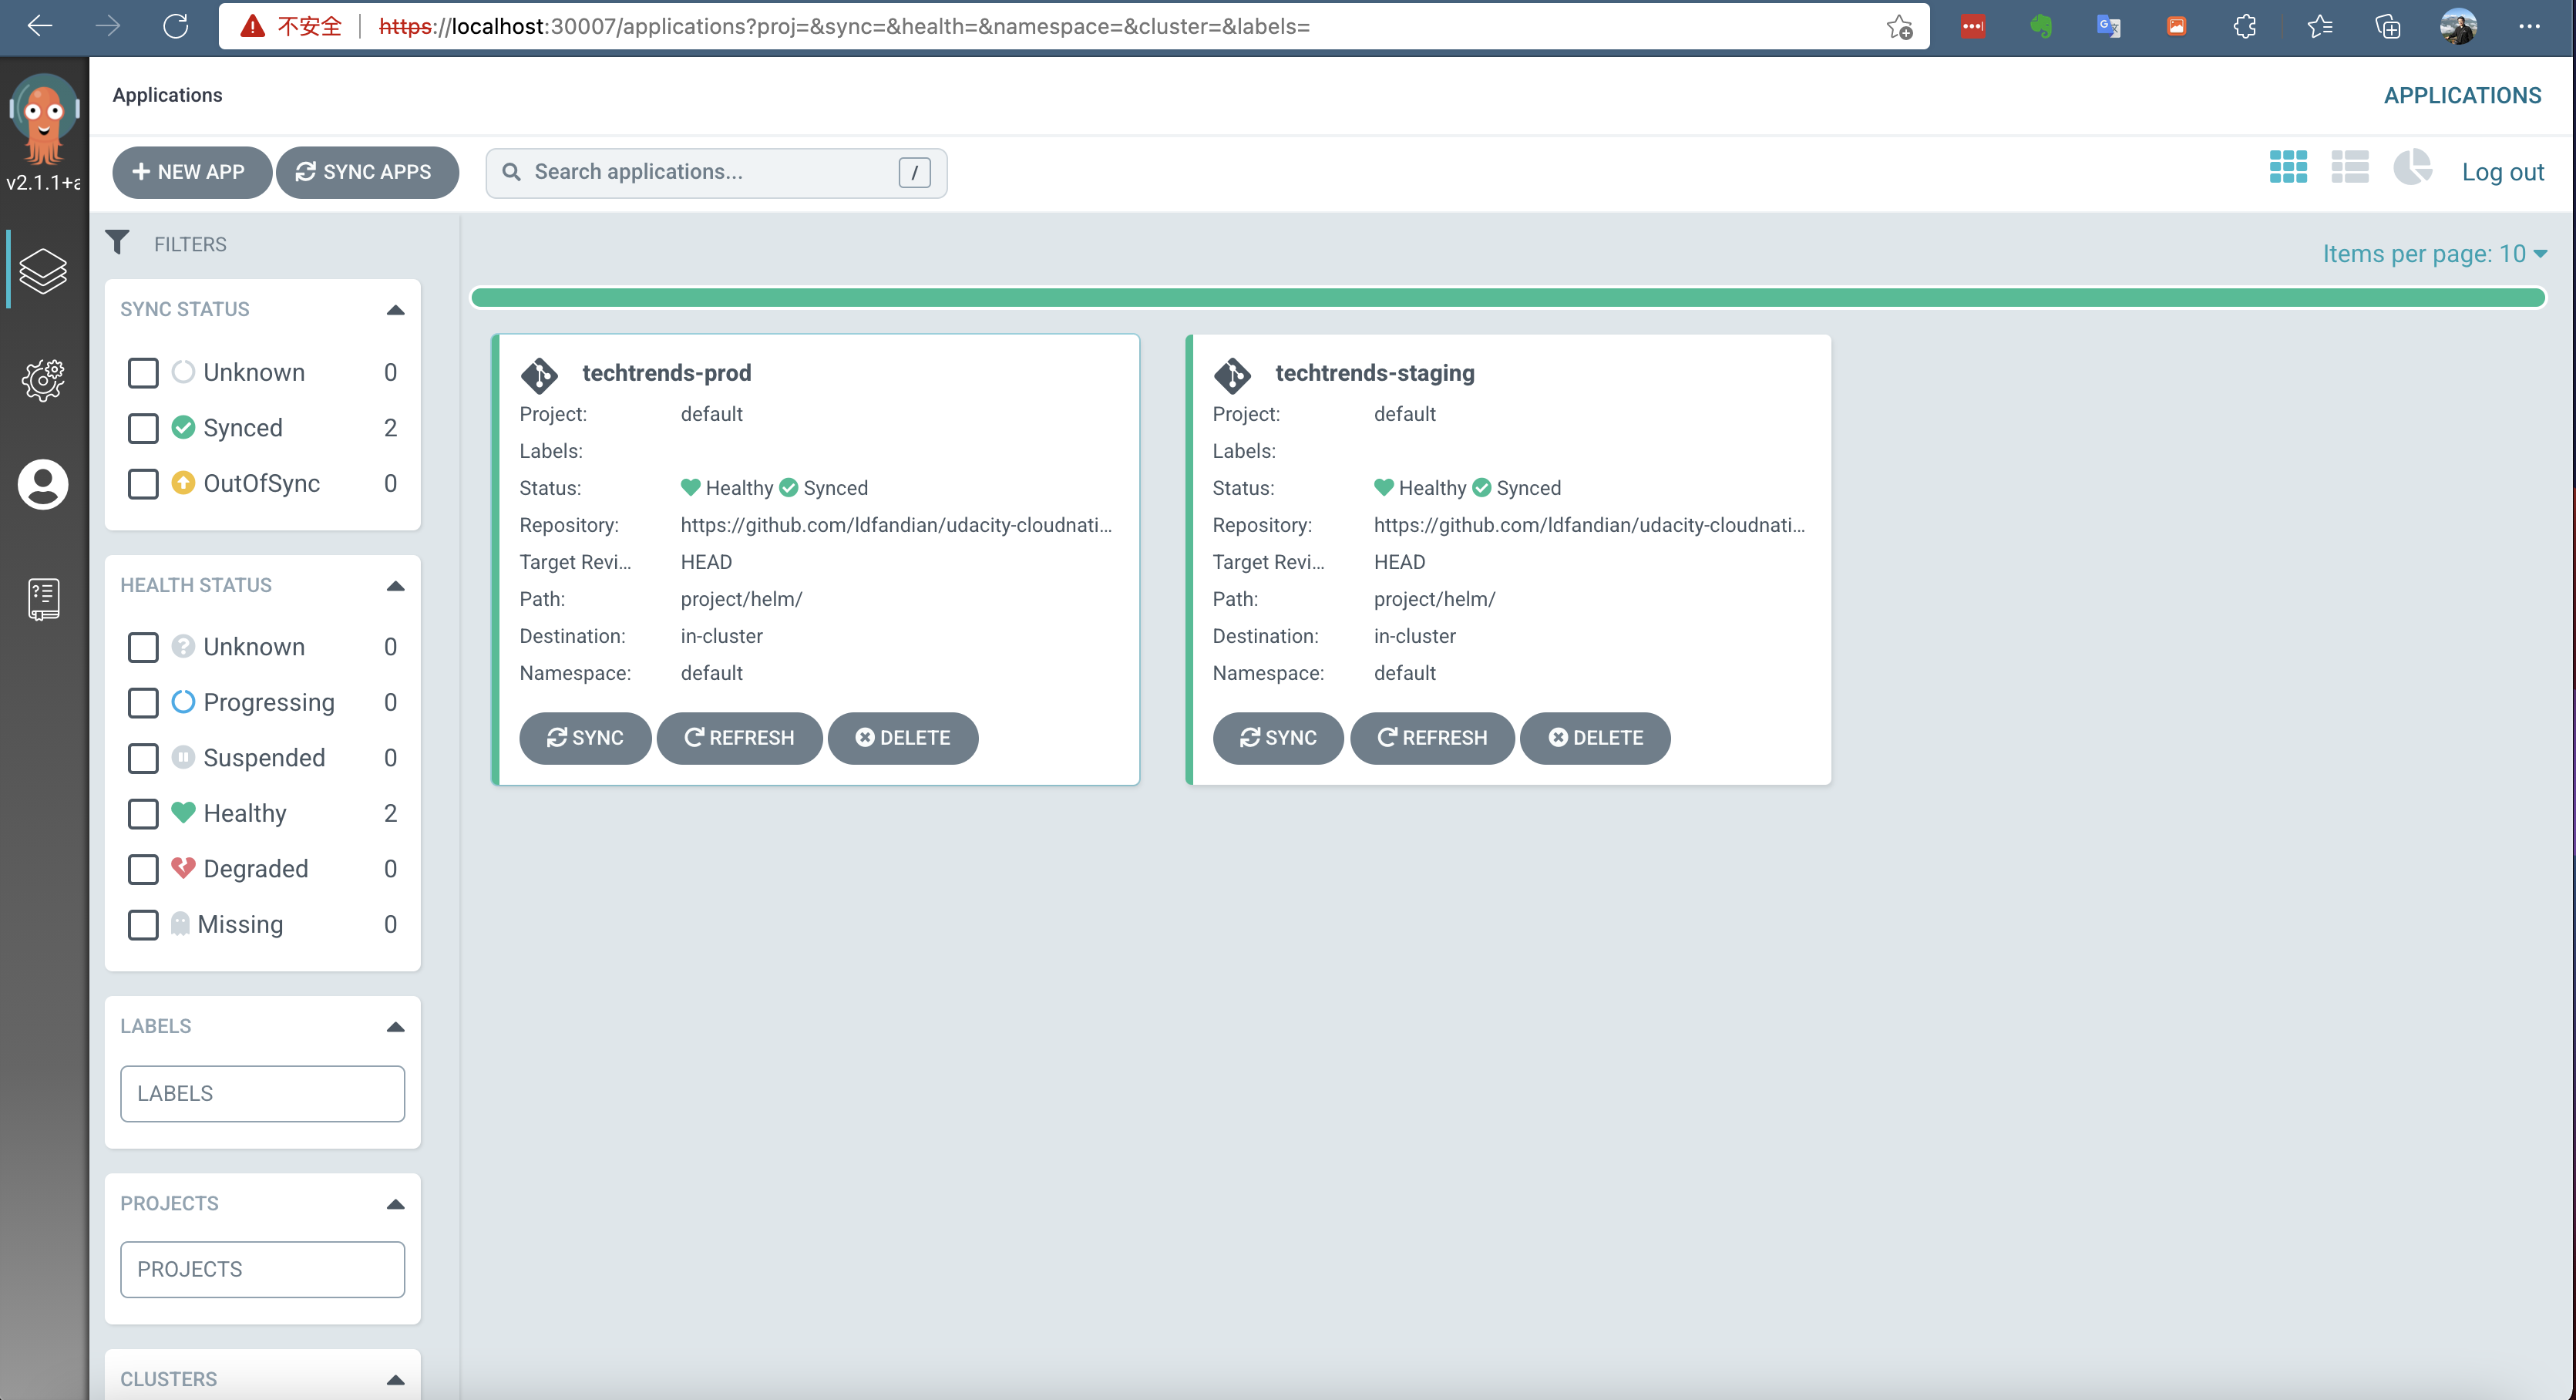 不安全 https://localhost:30007/applications?proj=&sync=&health=&namespace=&cluster=&labels=
Applications
APPLICATIONS
v2.1.1+a
NEW APP
SYNC APPS
Search applications...
/
Log out
FILTERS
Items per page: 10
SYNC STATUS
Unknown 0
Synced 2
OutOfSync 0
HEALTH STATUS
Unknown 0
Progressing 0
Suspended 0
Healthy 2
Degraded 0
Missing 0
LABELS
LABELS
PROJECTS
PROJECTS
CLUSTERS
techtrends-prod
Project: default
Labels:
Status: Healthy Synced
Repository: https://github.com/ldfandian/udacity-cloudnati...
Target Revi... HEAD
Path: project/helm/
Destination: in-cluster
Namespace: default
SYNC REFRESH DELETE
techtrends-staging
Project: default
Labels:
Status: Healthy Synced
Repository: https://github.com/ldfandian/udacity-cloudnati...
Target Revi... HEAD
Path: project/helm/
Destination: in-cluster
Namespace: default
SYNC REFRESH DELETE